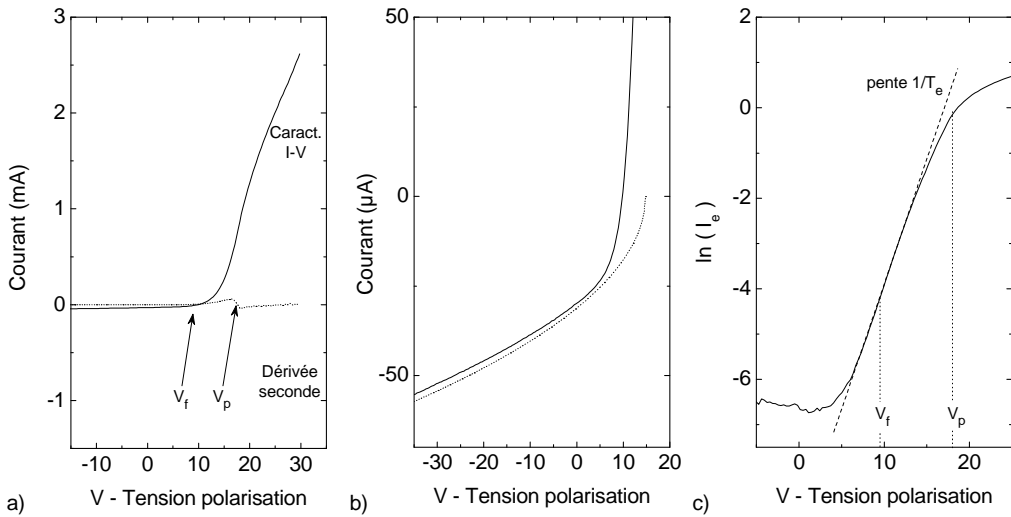 3
2
1
0
-1
Courant (mA)
Caract.
I-V
Dérivée
seconde
V_f
V_p
-10 0 10 20 30
V - Tension polarisation
a)
50
0
-50
Courant (µA)
-30 -20 -10 0 10 20
V - Tension polarisation
b)
0
-2
-4
-6
ln ( I_e )
pente 1/T_e
V_f
V_p
0 10 20
V - Tension polarisation
c)